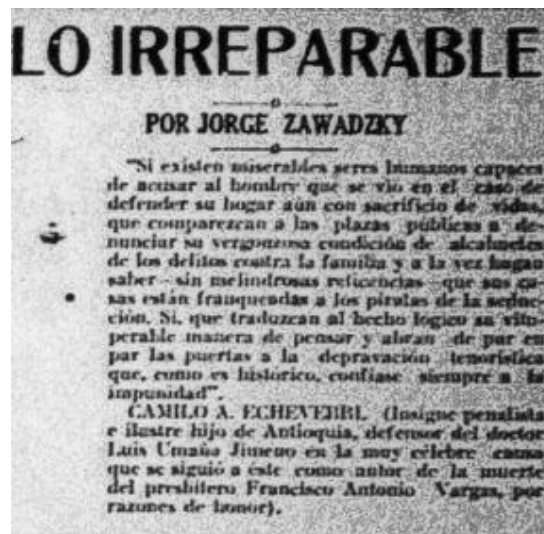 LO IRREPARABLE
POR JORGE ZAWADZKY
"Si existen miserables seres humanos capaces
de acusar al hombre que se vio en el caso de
defender su hogar aún con sacrificio de vidas,
que comparezcan a las plazas públicas a de-
nunciar su vergonzosa condición de alcahuetes
de los delitos contra la familia y a la vez hagan
saber - sin melindrosas reticencias - que sus ca-
sas están franqueadas a los piratas de la seduc-
ción. Si, que traduzcan al hecho lógico su vitu-
perable manera de pensar y abran de par en
par las puertas a la depravación tenorística
que, como es histórico, confíase siempre a la
impunidad".
CAMILO A. ECHEVERRI. (Insigne penalista
e ilustre hijo de Antioquia, defensor del doctor
Luis Umaña Jimeno en la muy célebre causa
que se siguió a éste como autor de la muerte
del presbítero Francisco Antonio Vargas, por
razones de honor).